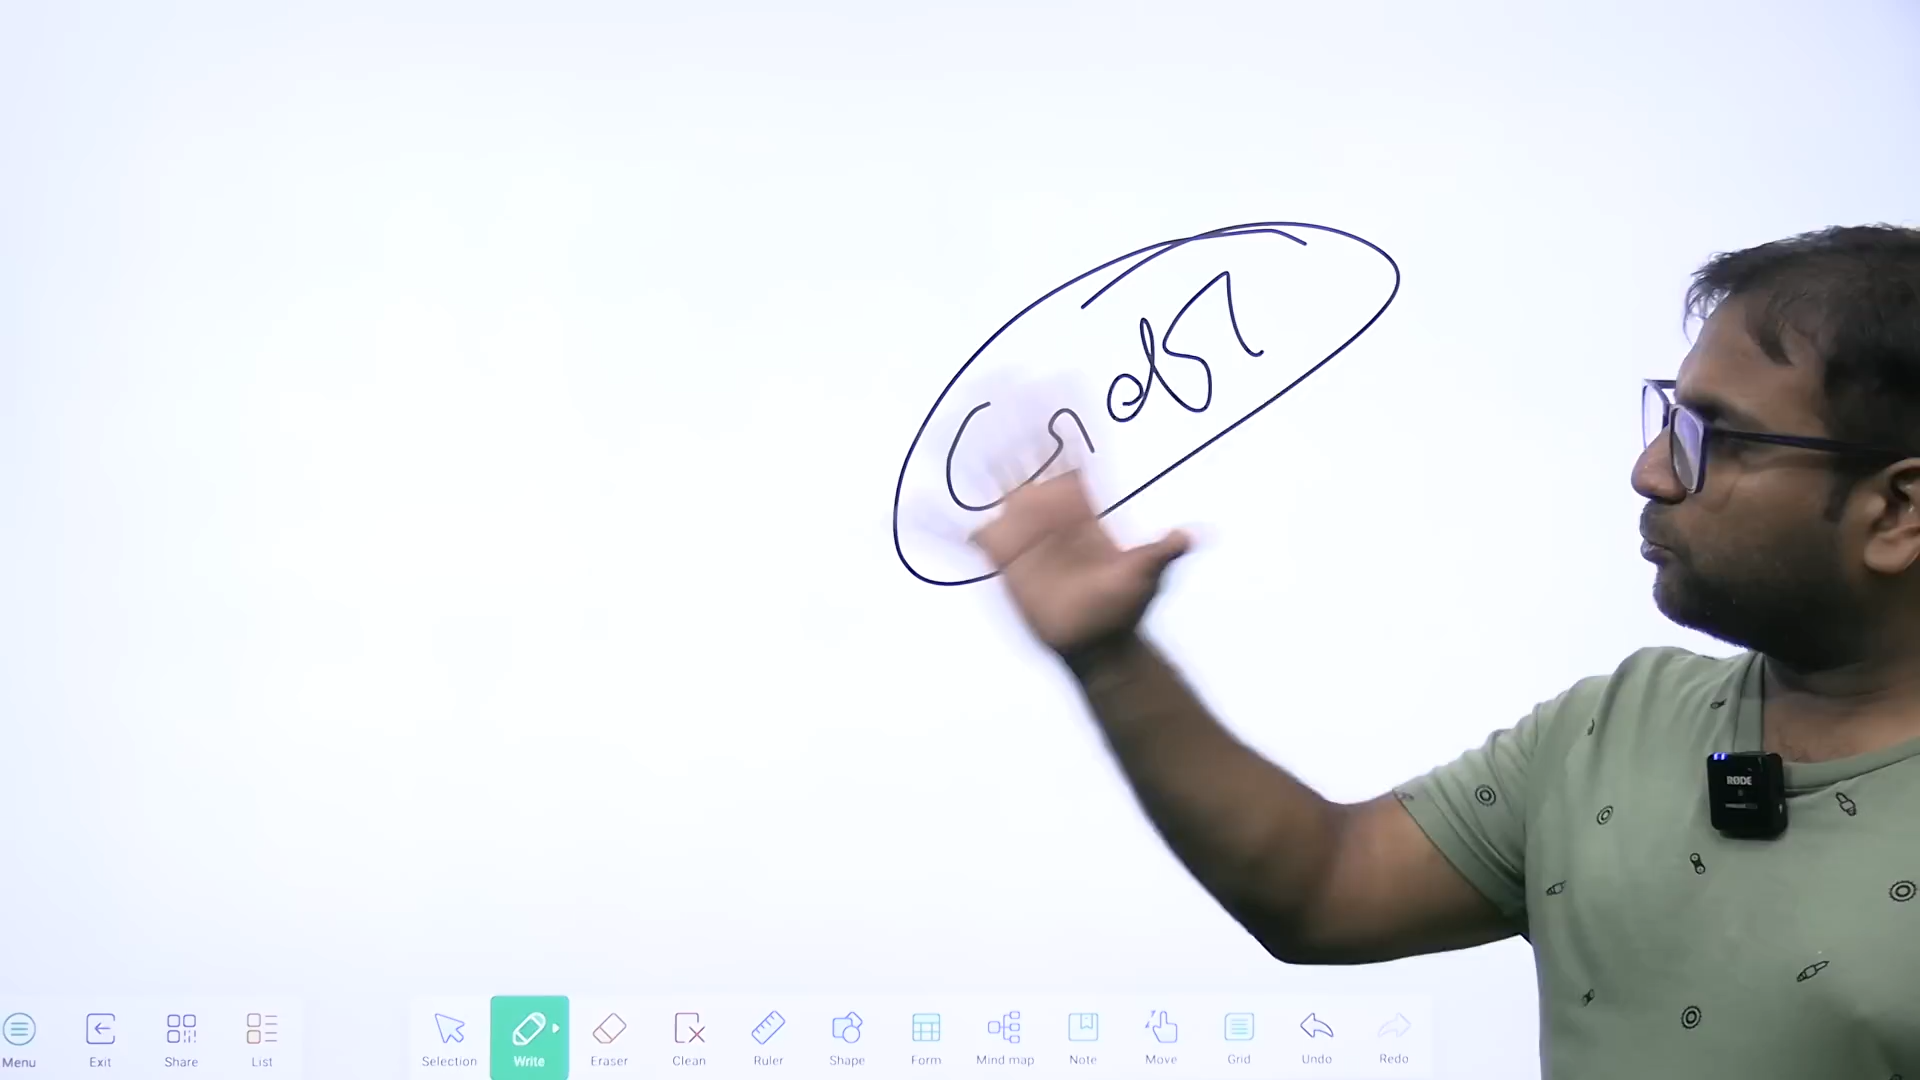 RØDE
Menu
Exit
Share
List
Selection
Write
Eraser
Clean
Ruler
Shape
Form
Mind map
Note
Move
Grid
Undo
Redo